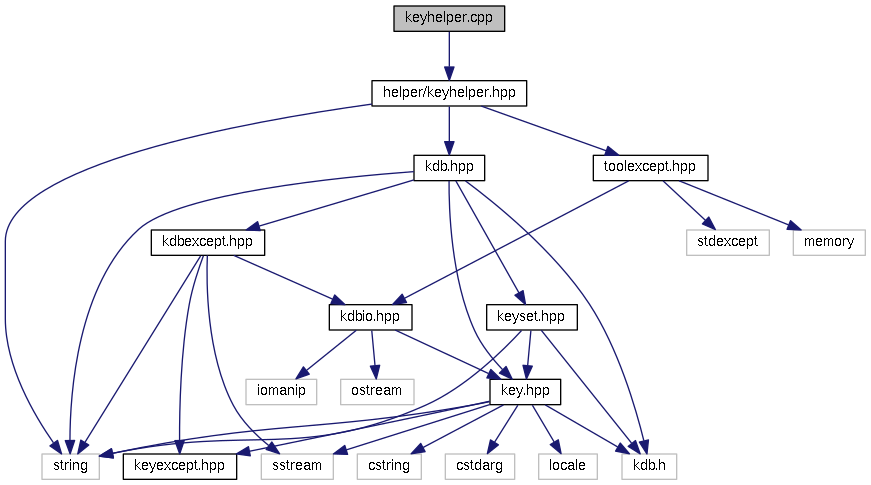 keyhelper.cpp
helper/keyhelper.hpp
kdb.hpp
toolexcept.hpp
kdbexcept.hpp
stdexcept
memory
kdbio.hpp
keyset.hpp
iomanip
ostream
key.hpp
string
keyexcept.hpp
sstream
cstring
cstdarg
locale
kdb.h